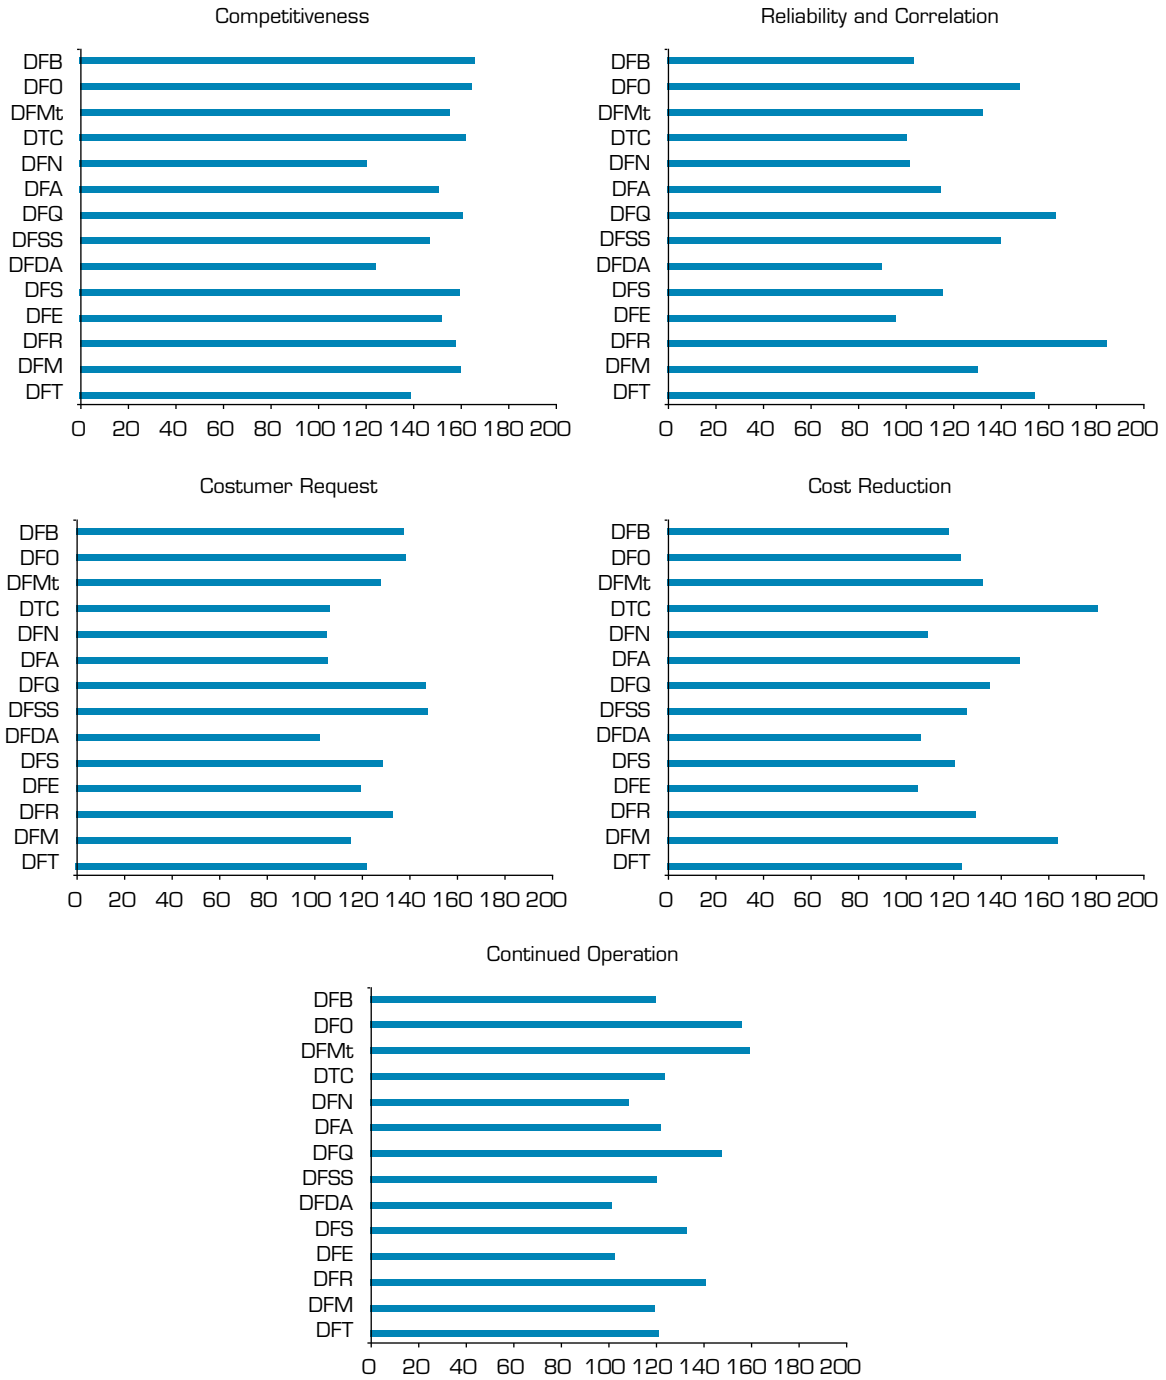 Competitiveness
DFB
DFO
DFMt
DTC
DFN
DFA
DFQ
DFSS
DFDA
DFS
DFE
DFR
DFM
DFT
0 20 40 60 80 100 120 140 160 180 200
Reliability and Correlation
DFB
DFO
DFMt
DTC
DFN
DFA
DFQ
DFSS
DFDA
DFS
DFE
DFR
DFM
DFT
0 20 40 60 80 100 120 140 160 180 200
Costumer Request
DFB
DFO
DFMt
DTC
DFN
DFA
DFQ
DFSS
DFDA
DFS
DFE
DFR
DFM
DFT
0 20 40 60 80 100 120 140 160 180 200
Cost Reduction
DFB
DFO
DFMt
DTC
DFN
DFA
DFQ
DFSS
DFDA
DFS
DFE
DFR
DFM
DFT
0 20 40 60 80 100 120 140 160 180 200
Continued Operation
DFB
DFO
DFMt
DTC
DFN
DFA
DFQ
DFSS
DFDA
DFS
DFE
DFR
DFM
DFT
0 20 40 60 80 100 120 140 160 180 200